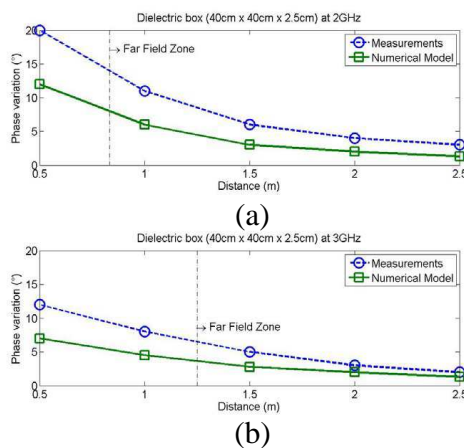 Dielectric box (40cm x 40cm x 2.5cm) at 2GHz
Phase variation (°)
20
15
10
5
0
→ Far Field Zone
Measurements
Numerical Model
0.5 1 1.5 2 2.5
Distance (m)
(a)
Dielectric box (40cm x 40cm x 2.5cm) at 3GHz
Phase variation (°)
20
15
10
5
0
→ Far Field Zone
Measurements
Numerical Model
0.5 1 1.5 2 2.5
Distance (m)
(b)